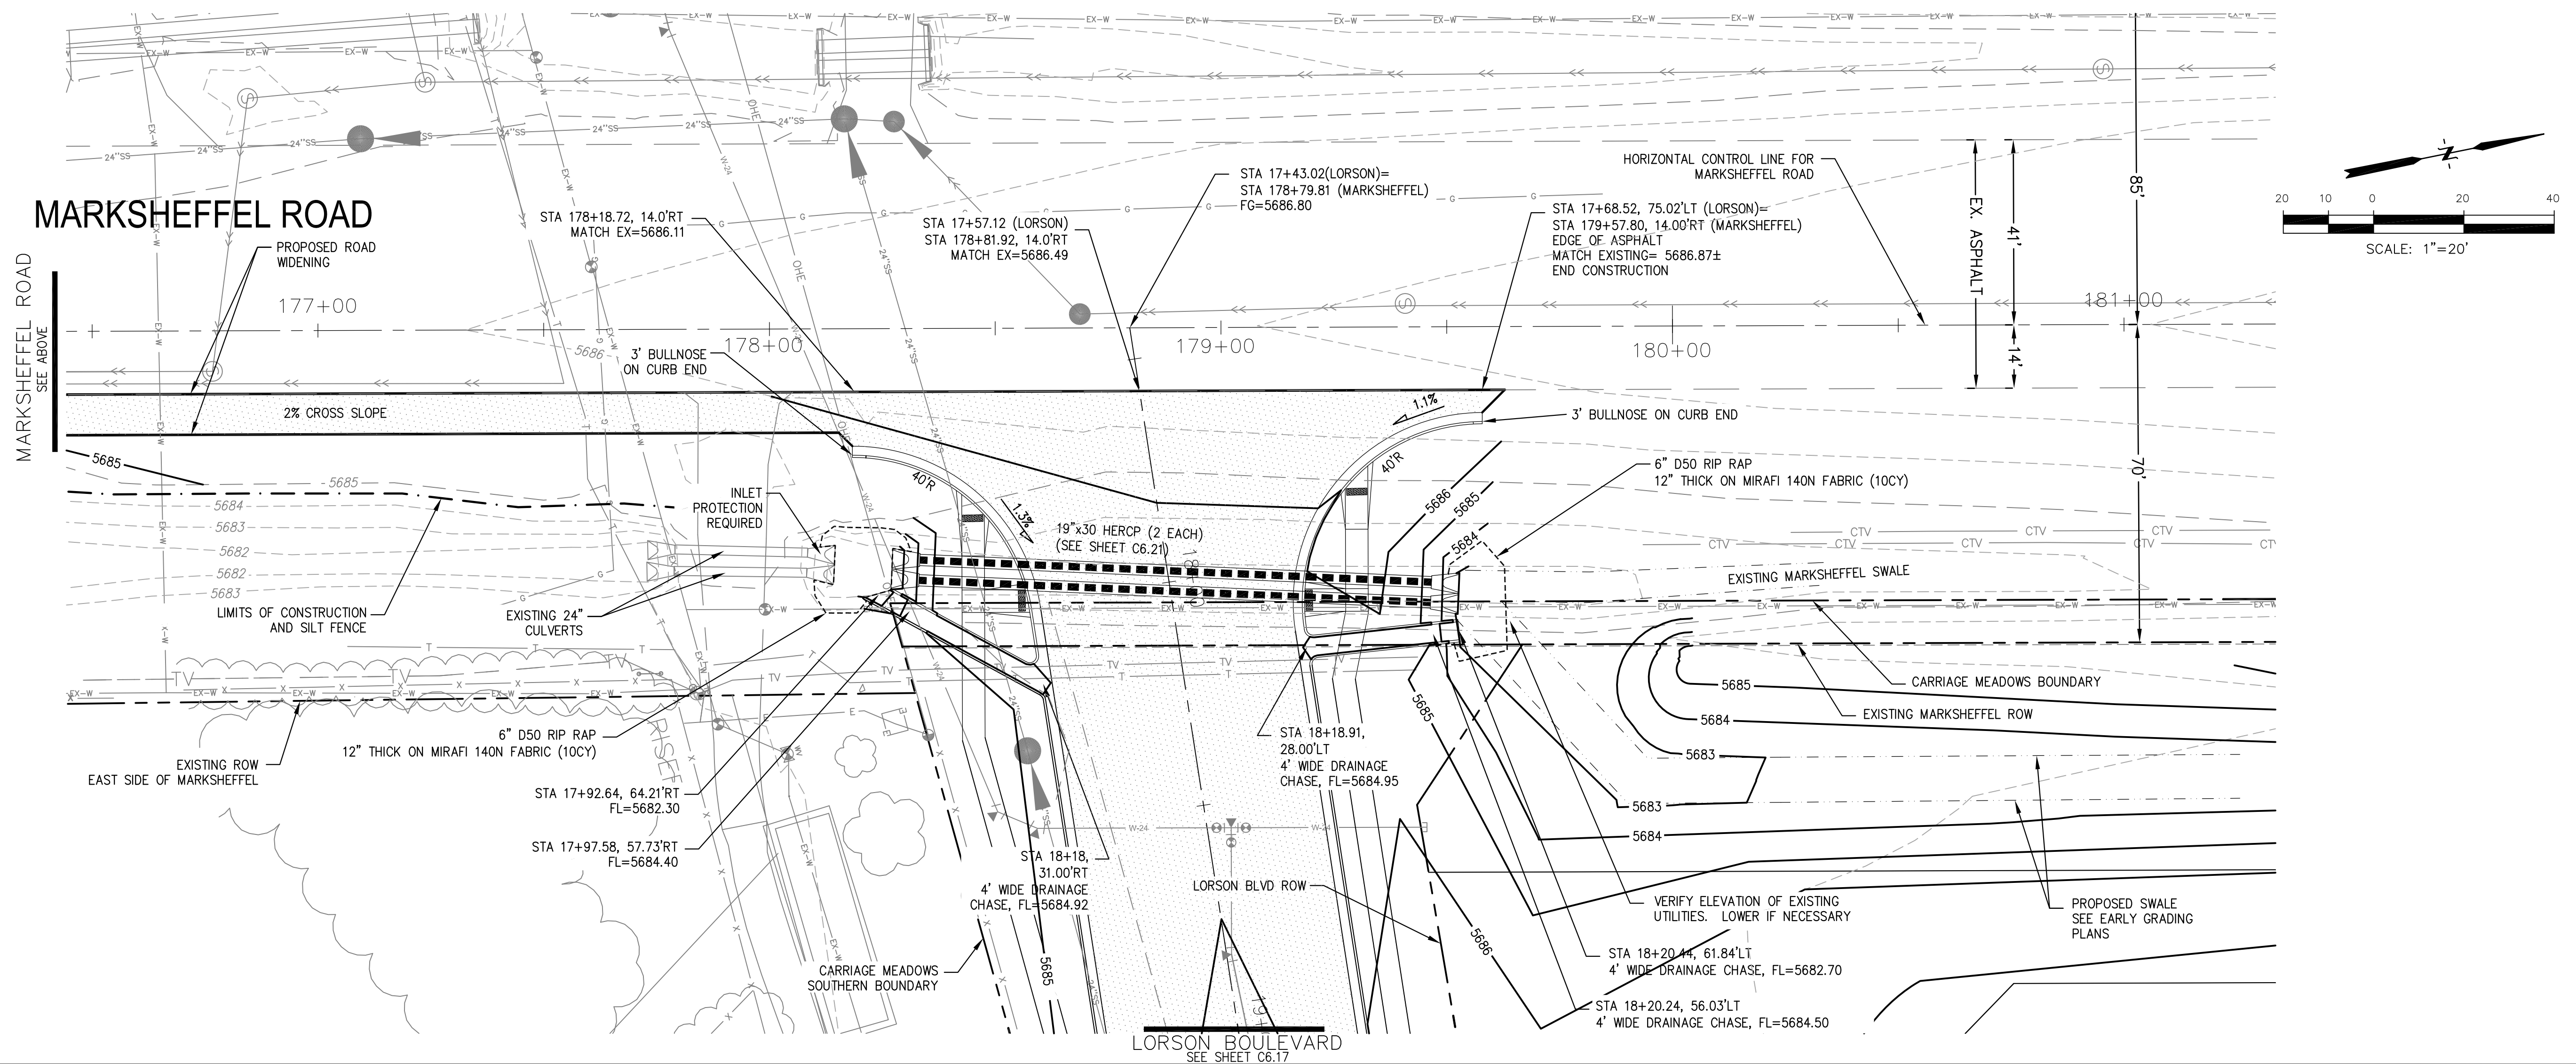 MARKSHEFFEL ROAD
MARKSHEFFEL ROAD
SEE ABOVE
PROPOSED ROAD
WIDENING
177+00
178+00
179+00
180+00
181+00
STA 178+18.72, 14.0'RT
MATCH EX=5686.11
3' BULLNOSE
ON CURB END
STA 17+57.12 (LORSON)
STA 178+81.92, 14.0'RT
MATCH EX=5686.49
STA 17+43.02(LORSON)=
STA 178+79.81 (MARKSHEFFEL)
FG=5686.80
STA 17+68.52, 75.02'LT (LORSON)=
STA 179+57.80, 14.00'RT (MARKSHEFFEL)
EDGE OF ASPHALT
MATCH EXISTING= 5686.87±
END CONSTRUCTION
HORIZONTAL CONTROL LINE FOR
MARKSHEFFEL ROAD
EX. ASPHALT
41'
14'
85'
70'
N
20 10 0 20 40
SCALE: 1"=20'
2% CROSS SLOPE
5686
5685
5685
5684
5683
5682
5682
5683
LIMITS OF CONSTRUCTION
AND SILT FENCE
INLET
PROTECTION
REQUIRED
EXISTING 24"
CULVERTS
40'R
1.3%
19"x30 HERCP (2 EACH)
(SEE SHEET C6.21)
18+00
40'R
1.1%
3' BULLNOSE ON CURB END
6" D50 RIP RAP
12" THICK ON MIRAFI 140N FABRIC (10CY)
5686
5685
5684
EXISTING MARKSHEFFEL SWALE
CTV
CARRIAGE MEADOWS BOUNDARY
EXISTING MARKSHEFFEL ROW
EXISTING ROW
EAST SIDE OF MARKSHEFFEL
6" D50 RIP RAP
12" THICK ON MIRAFI 140N FABRIC (10CY)
STA 17+92.64, 64.21'RT
FL=5682.30
STA 17+97.58, 57.73'RT
FL=5684.40
RISER
STA 18+18,
31.00'RT
4' WIDE DRAINAGE
CHASE, FL=5684.92
STA 18+18.91,
28.00'LT
4' WIDE DRAINAGE
CHASE, FL=5684.95
5685
5684
5683
5685
5683
5684
5686
5685
LORSON BLVD ROW
CARRIAGE MEADOWS
SOUTHERN BOUNDARY
VERIFY ELEVATION OF EXISTING
UTILITIES. LOWER IF NECESSARY
STA 18+20.44, 61.84'LT
4' WIDE DRAINAGE CHASE, FL=5682.70
STA 18+20.24, 56.03'LT
4' WIDE DRAINAGE CHASE, FL=5684.50
PROPOSED SWALE
SEE EARLY GRADING
PLANS
EX-W
24"SS
W-24
OHE
TV
LORSON BOULEVARD
SEE SHEET C6.17